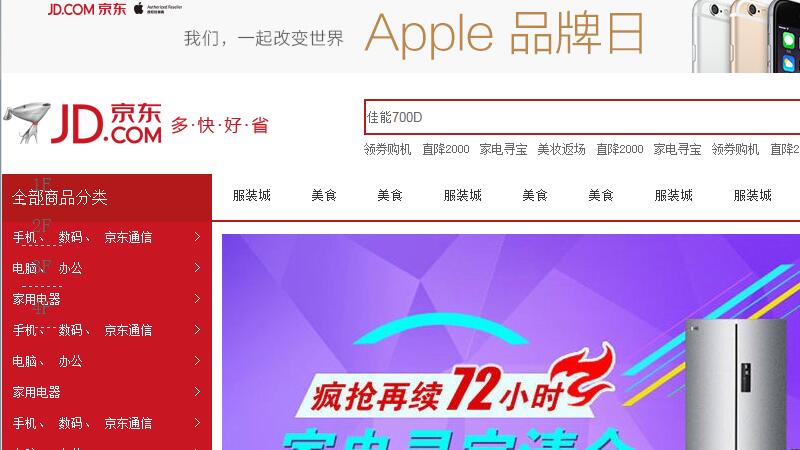 JD.COM 京东 Authorized Reseller
我们，一起改变世界 Apple 品牌日
JD.京东 .COM 多·快·好·省
佳能700D
领券购机 直降2000 家电寻宝 美妆返场 直降2000 家电寻宝 领券购机 直降2
全部商品分类 服装城 美食 美食 服装城 美食 美食 服装城 服装城
1F
2F
手机、 数码、 京东通信 >
3F
电脑、 办公 >
家用电器 >
4F
手机、 数码、 京东通信 >
电脑、 办公 >
家用电器 >
手机、 数码、 京东通信 >
疯抢再续72小时